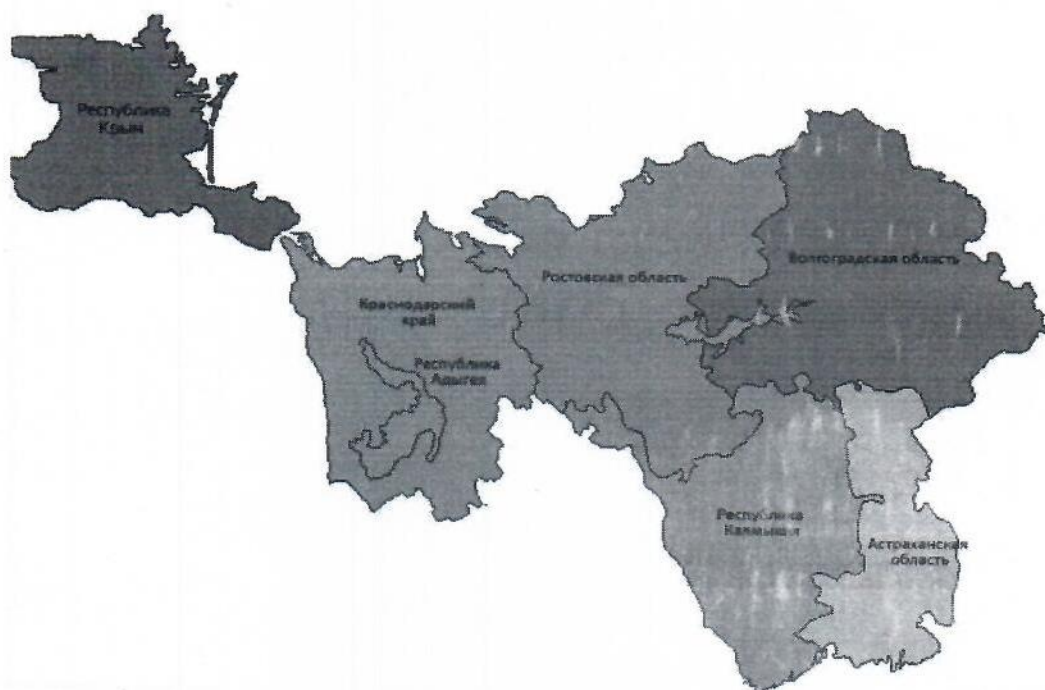 Республика
Крым
Волгоградская область
Ростовская область
Краснодарский
край
Республика
Адыгея
Республика
Калмыкия
Астраханская
область